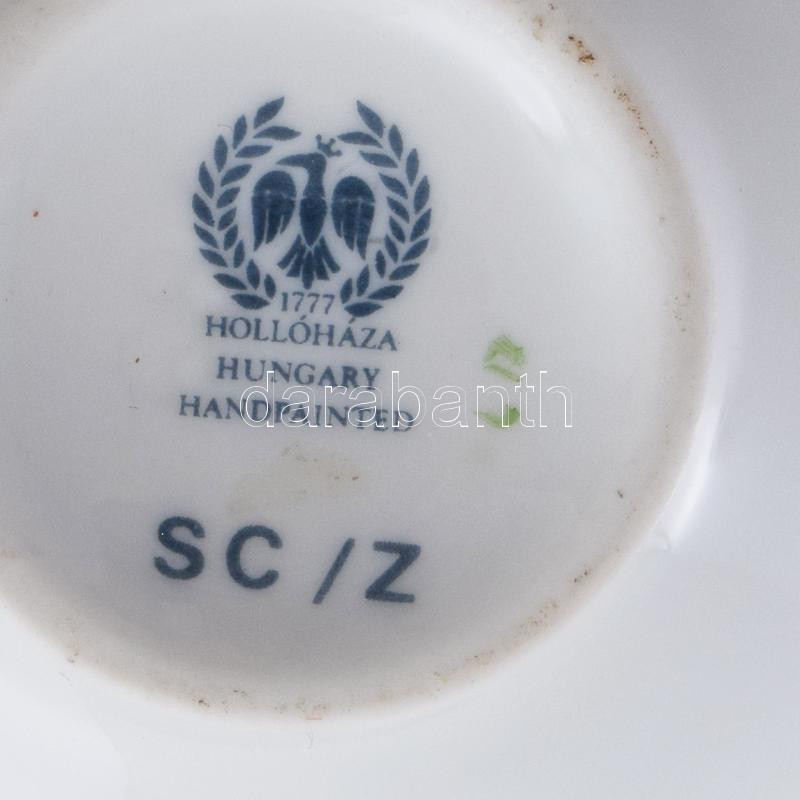 1777
HOLLÓHÁZA
HUNGARY
HANDPAINTED
darabanth
SC/Z